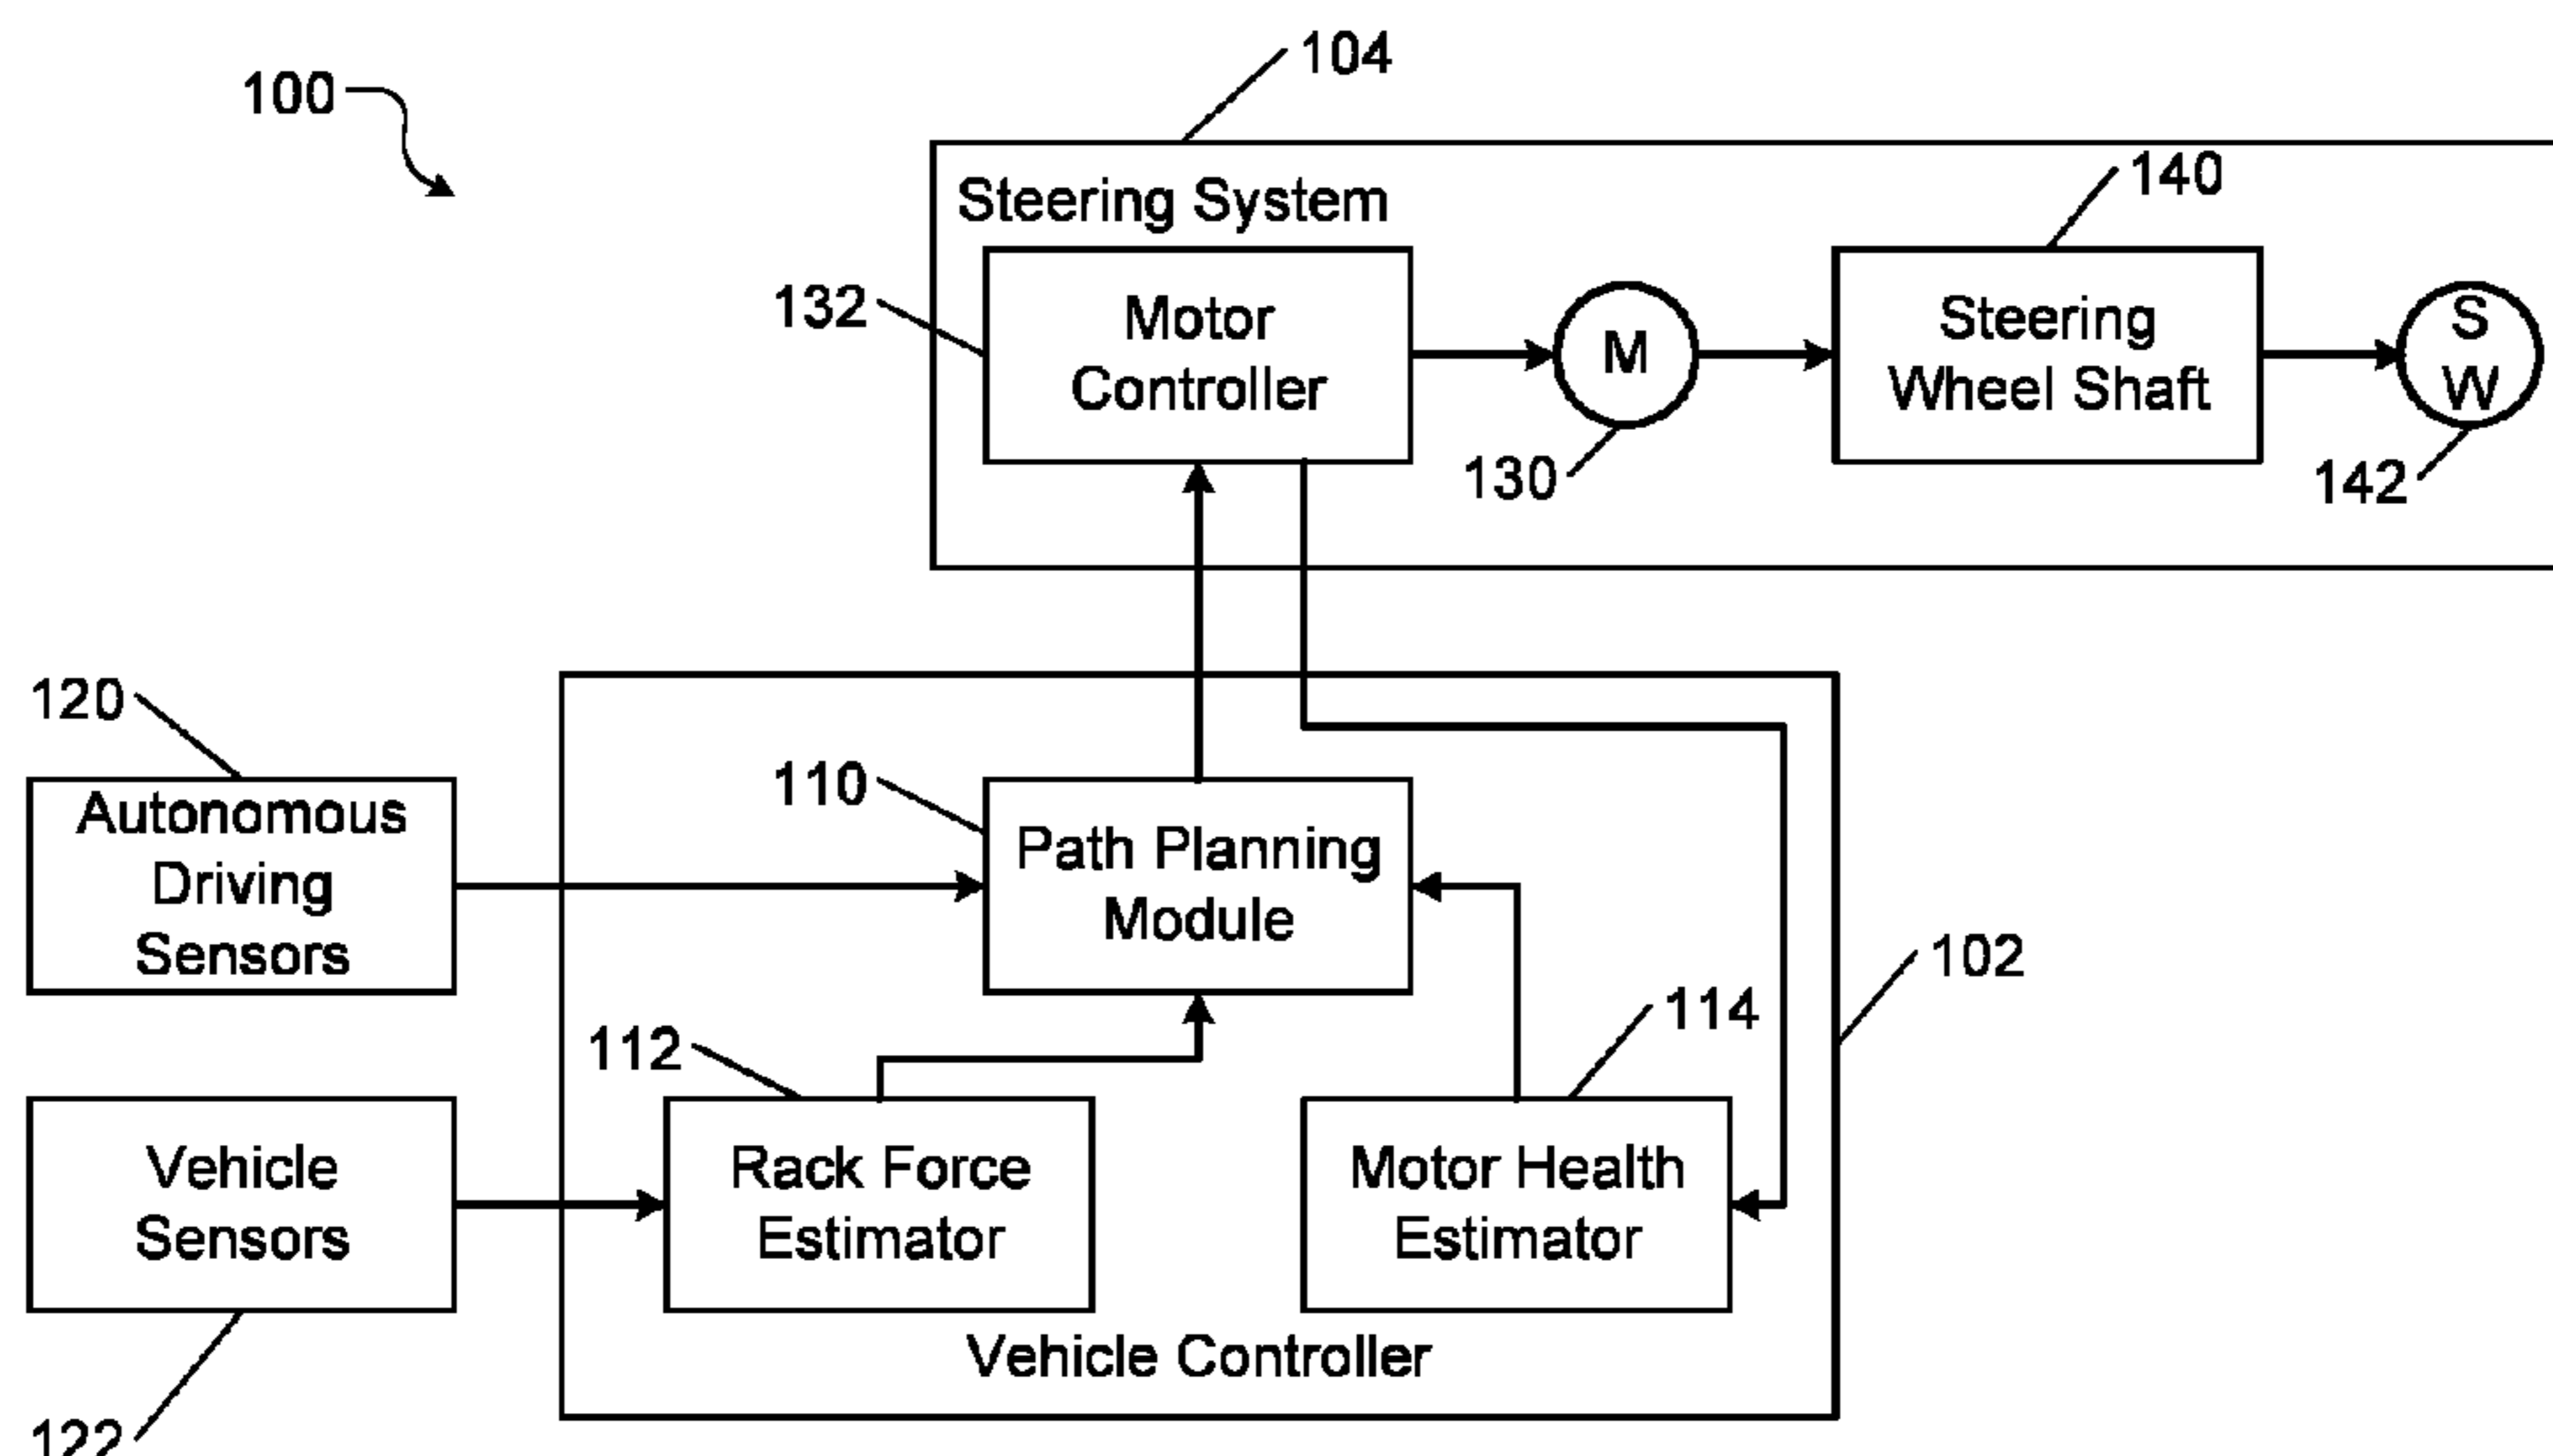 104
100
140
Steering System
132
Motor
Controller
M
Steering
Wheel Shaft
S
W
130
142
120
110
Autonomous
Driving
Sensors
Path Planning
Module
102
114
112
Vehicle
Sensors
Rack Force
Estimator
Motor Health
Estimator
Vehicle Controller
122